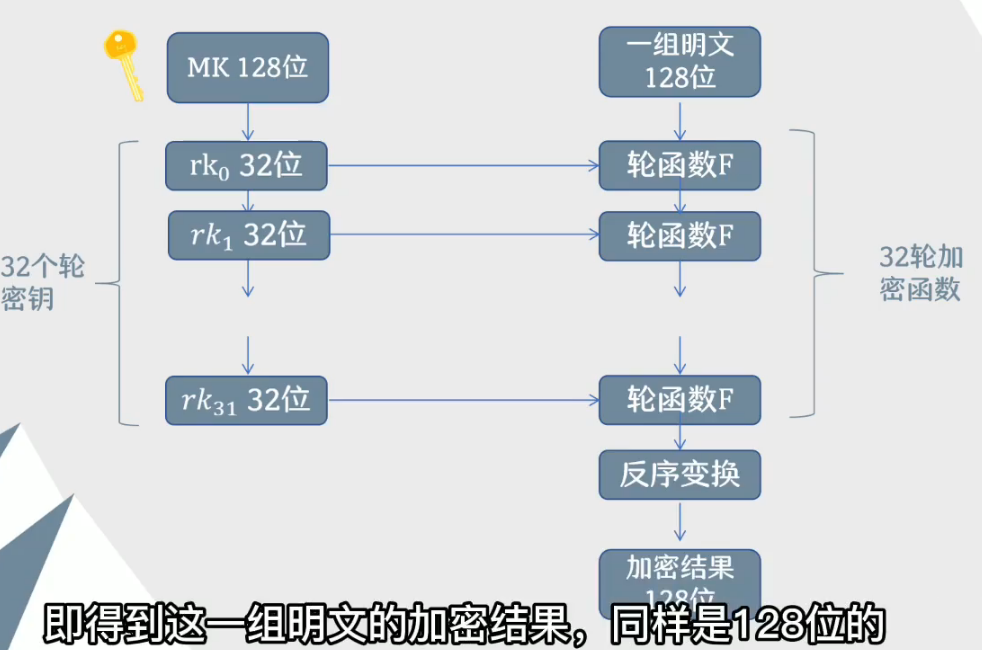 MK 128位
一组明文
128位
rk0 32位
轮函数F
rk1 32位
轮函数F
32个轮
密钥
32轮加
密函数
rk31 32位
轮函数F
反序变换
加密结果
128位
即得到这一组明文的加密结果，同样是128位的